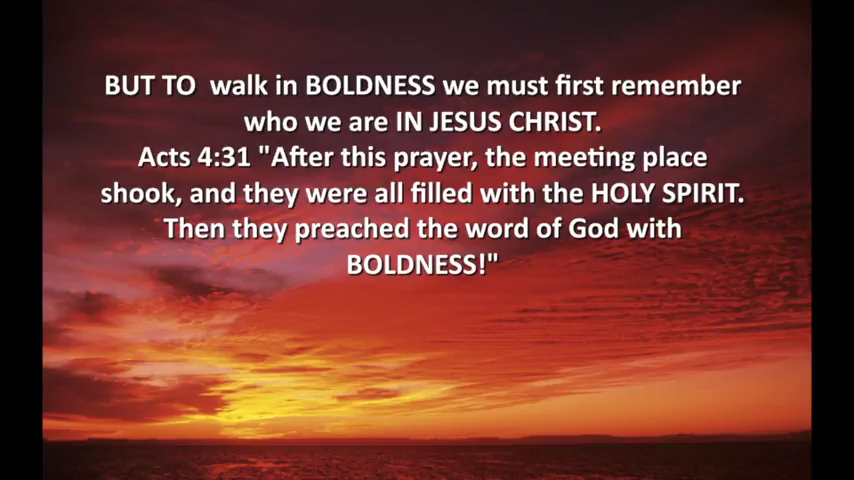 BUT TO  walk in BOLDNESS we must first remember
who we are IN JESUS CHRIST.
Acts 4:31 "After this prayer, the meeting place
shook, and they were all filled with the HOLY SPIRIT.
Then they preached the word of God with
BOLDNESS!"